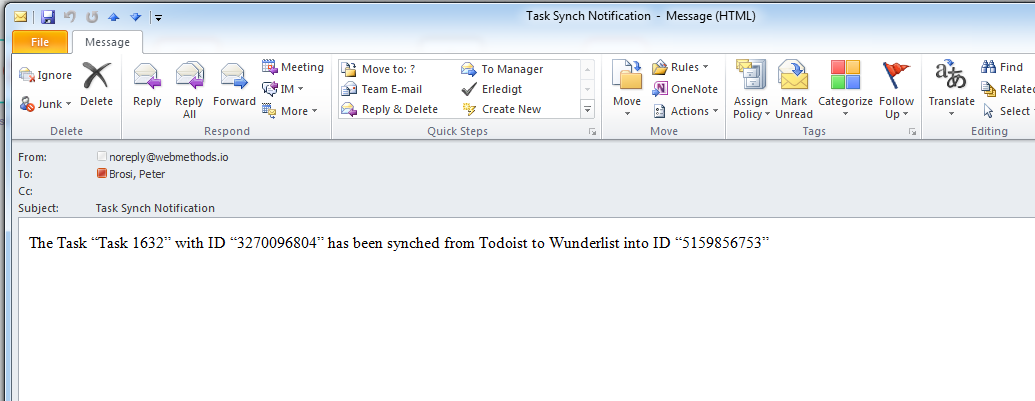 Task Synch Notification - Message (HTML)
File Message
Ignore Junk Delete Reply Reply All Forward Meeting IM More
Move to: ? Team E-mail Reply & Delete To Manager Erledigt Create New
Move Rules OneNote Actions Assign Policy Mark Unread Categorize Follow Up Translate Find Related Select
Delete Respond Quick Steps Move Tags Editing
From: noreply@webmethods.io
To: Brosi, Peter
Cc:
Subject: Task Synch Notification
The Task “Task 1632” with ID “3270096804” has been synched from Todoist to Wunderlist into ID “5159856753”